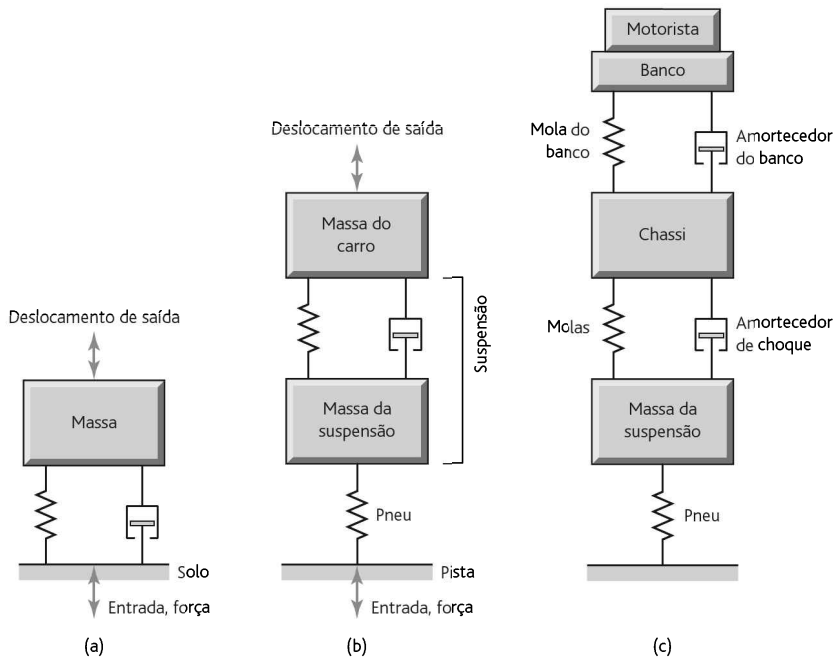 Deslocamento de saída
Massa
Solo
Entrada, força
(a)
Deslocamento de saída
Massa do
carro
Suspensão
Massa da
suspensão
Pneu
Pista
Entrada, força
(b)
Motorista
Banco
Mola do
banco
Amortecedor
do banco
Chassi
Molas
Amortecedor
de choque
Massa da
suspensão
Pneu
(c)